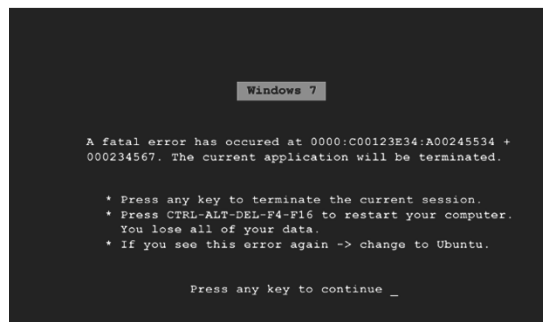 Windows 7
A fatal error has occured at 0000:C00123E34:A00245534 +
000234567. The current application will be terminated.
* Press any key to terminate the current session.
* Press CTRL-ALT-DEL-F4-F16 to restart your computer.
You lose all of your data.
* If you see this error again -> change to Ubuntu.
Press any key to continue _